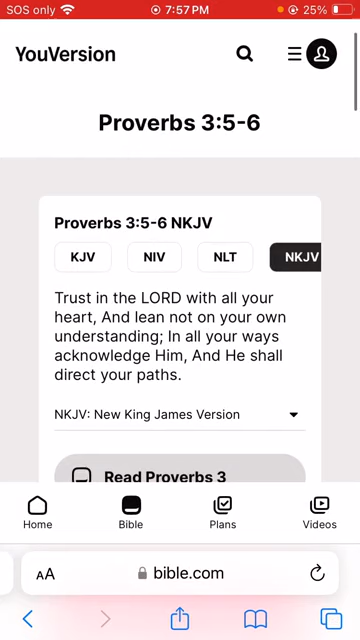 SOS only 7:57 PM 25%
YouVersion
Proverbs 3:5-6
Proverbs 3:5-6 NKJV
KJV NIV NLT NKJV
Trust in the LORD with all your
heart, And lean not on your own
understanding; In all your ways
acknowledge Him, And He shall
direct your paths.
NKJV: New King James Version
Read Proverbs 3
Home Bible Plans Videos
AA bible.com